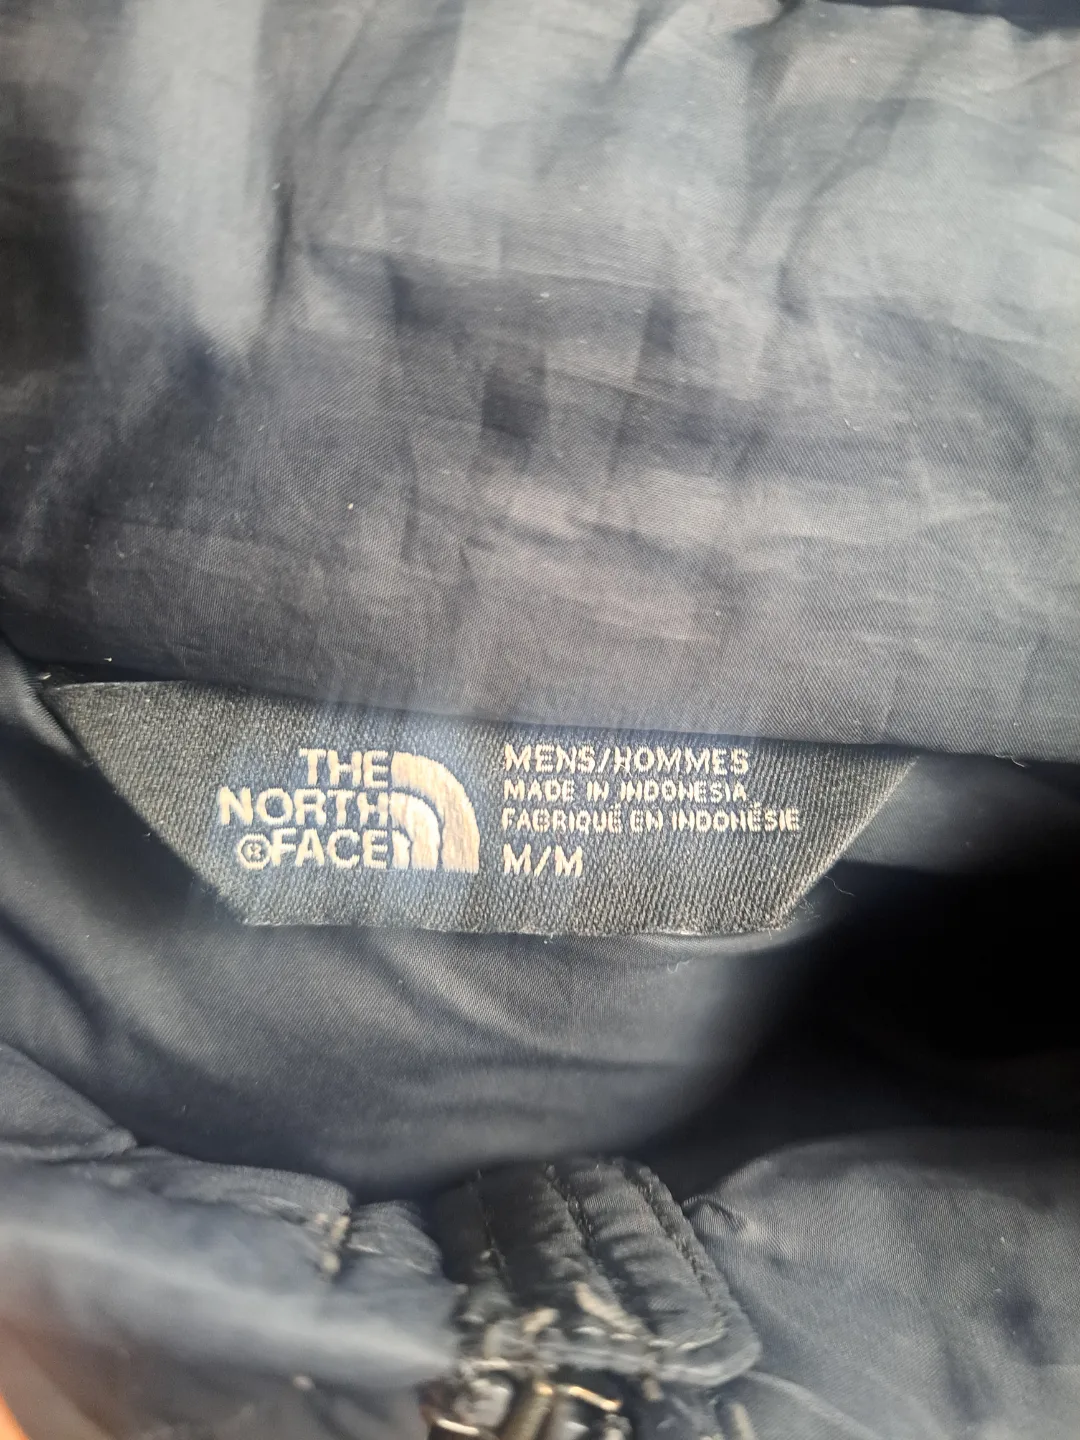 THE
NORTH
®FACE
MENS/HOMMES
MADE IN INDONESIA
FABRIQUÉ EN INDONÉSIE
M/M